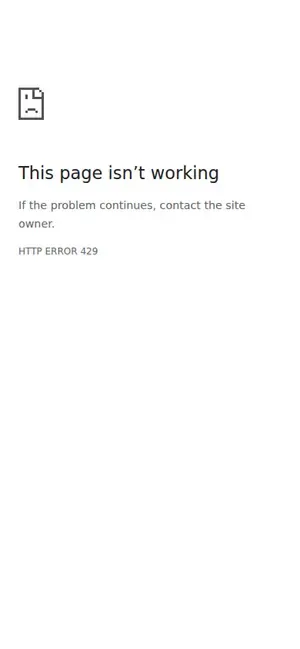 This page isn’t working
If the problem continues, contact the site
owner.
HTTP ERROR 429